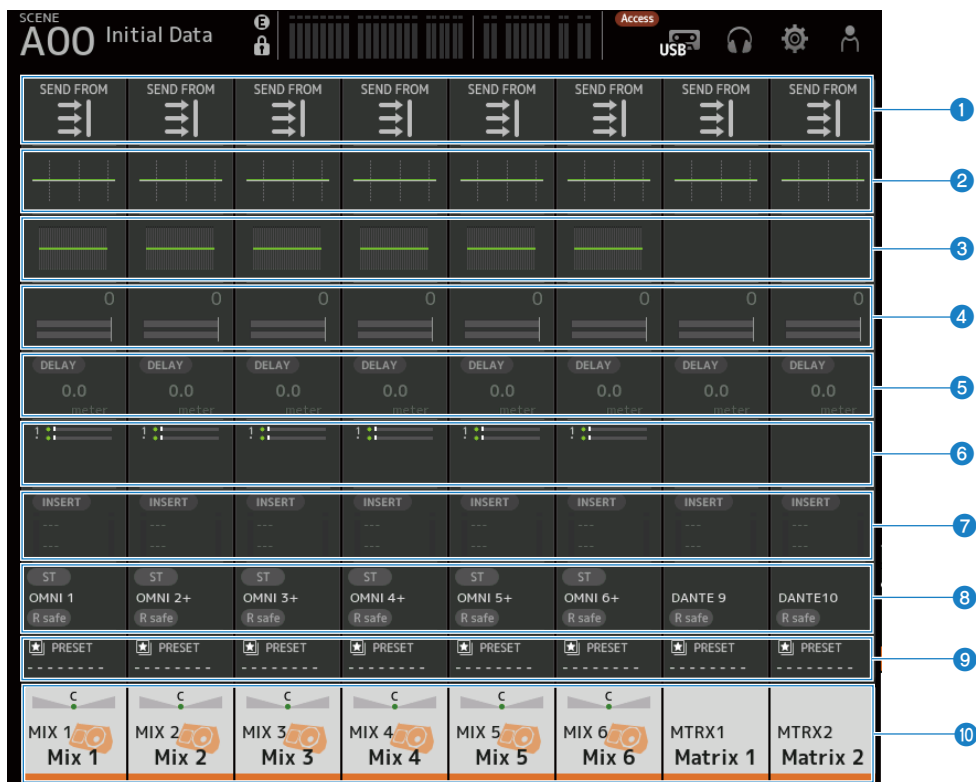 SCENE
A00 Initial Data
E
Access
USB
SEND FROM SEND FROM SEND FROM SEND FROM SEND FROM SEND FROM SEND FROM SEND FROM
1
2
3
0 0 0 0 0 0 0 0
4
DELAY DELAY DELAY DELAY DELAY DELAY DELAY DELAY
0.0 0.0 0.0 0.0 0.0 0.0 0.0 0.0
meter meter meter meter meter meter meter meter
5
1 1 1 1 1 1
6
INSERT INSERT INSERT INSERT INSERT INSERT INSERT INSERT
--- --- --- --- --- --- --- ---
--- --- --- --- --- --- --- ---
7
ST ST ST ST ST ST
OMNI 1 OMNI 2+ OMNI 3+ OMNI 4+ OMNI 5+ OMNI 6+ DANTE 9 DANTE10
R safe R safe R safe R safe R safe R safe R safe R safe
8
PRESET PRESET PRESET PRESET PRESET PRESET PRESET PRESET
-------- -------- -------- -------- -------- -------- -------- --------
9
C C C C C C
MIX 1 MIX 2 MIX 3 MIX 4 MIX 5 MIX 6 MTRX1 MTRX2
Mix 1 Mix 2 Mix 3 Mix 4 Mix 5 Mix 6 Matrix 1 Matrix 2
10